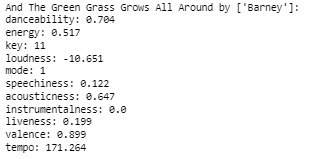 And The Green Grass Grows All Around by ['Barney']:
danceability: 0.704
energy: 0.517
key: 11
loudness: -10.651
mode: 1
speechiness: 0.122
acousticness: 0.647
instrumentalness: 0.0
liveness: 0.199
valence: 0.899
tempo: 171.264